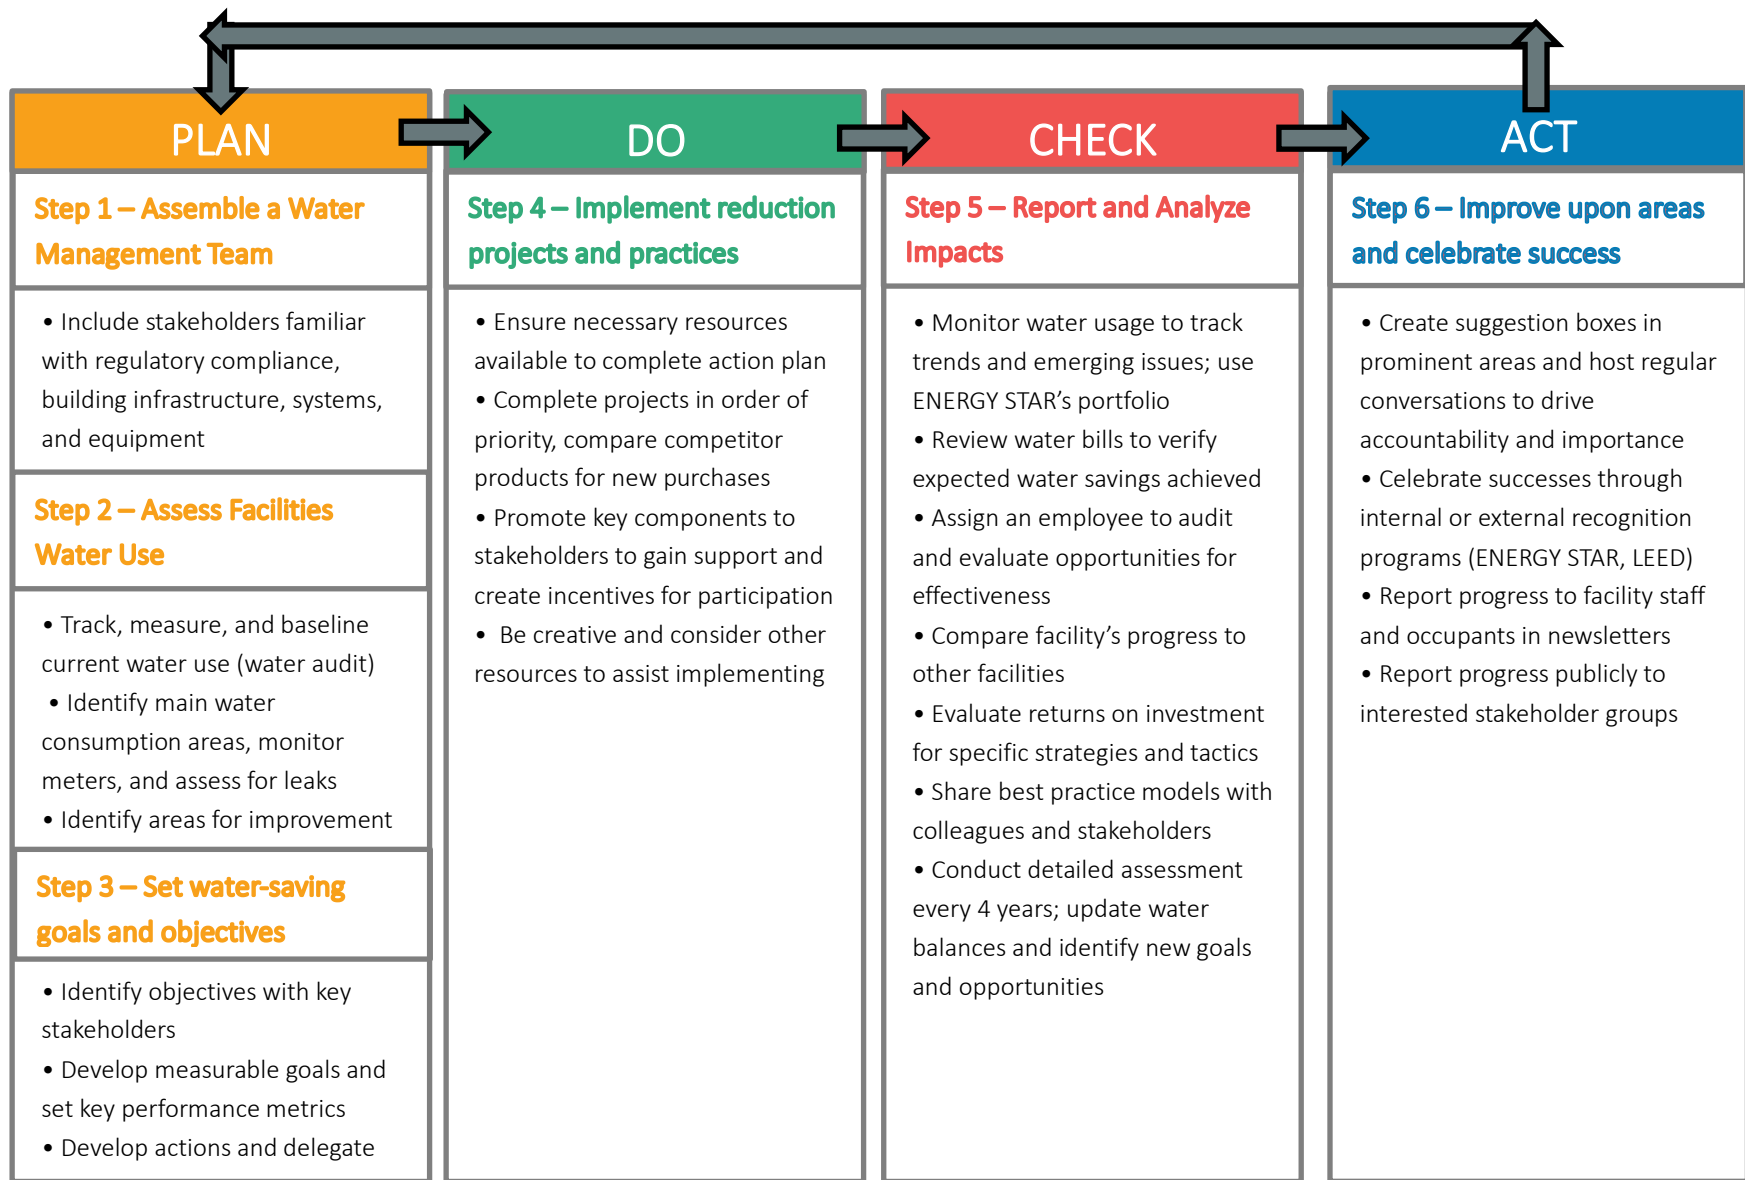 PLAN
Step 1 – Assemble a Water
Management Team
• Include stakeholders familiar
with regulatory compliance,
building infrastructure, systems,
and equipment
Step 2 – Assess Facilities
Water Use
• Track, measure, and baseline
current water use (water audit)
• Identify main water
consumption areas, monitor
meters, and assess for leaks
• Identify areas for improvement
Step 3 – Set water-saving
goals and objectives
• Identify objectives with key
stakeholders
• Develop measurable goals and
set key performance metrics
• Develop actions and delegate
DO
Step 4 – Implement reduction
projects and practices
• Ensure necessary resources
available to complete action plan
• Complete projects in order of
priority, compare competitor
products for new purchases
• Promote key components to
stakeholders to gain support and
create incentives for participation
• Be creative and consider other
resources to assist implementing
CHECK
Step 5 – Report and Analyze
Impacts
• Monitor water usage to track
trends and emerging issues; use
ENERGY STAR’s portfolio
• Review water bills to verify
expected water savings achieved
• Assign an employee to audit
and evaluate opportunities for
effectiveness
• Compare facility’s progress to
other facilities
• Evaluate returns on investment
for specific strategies and tactics
• Share best practice models with
colleagues and stakeholders
• Conduct detailed assessment
every 4 years; update water
balances and identify new goals
and opportunities
ACT
Step 6 – Improve upon areas
and celebrate success
• Create suggestion boxes in
prominent areas and host regular
conversations to drive
accountability and importance
• Celebrate successes through
internal or external recognition
programs (ENERGY STAR, LEED)
• Report progress to facility staff
and occupants in newsletters
• Report progress publicly to
interested stakeholder groups